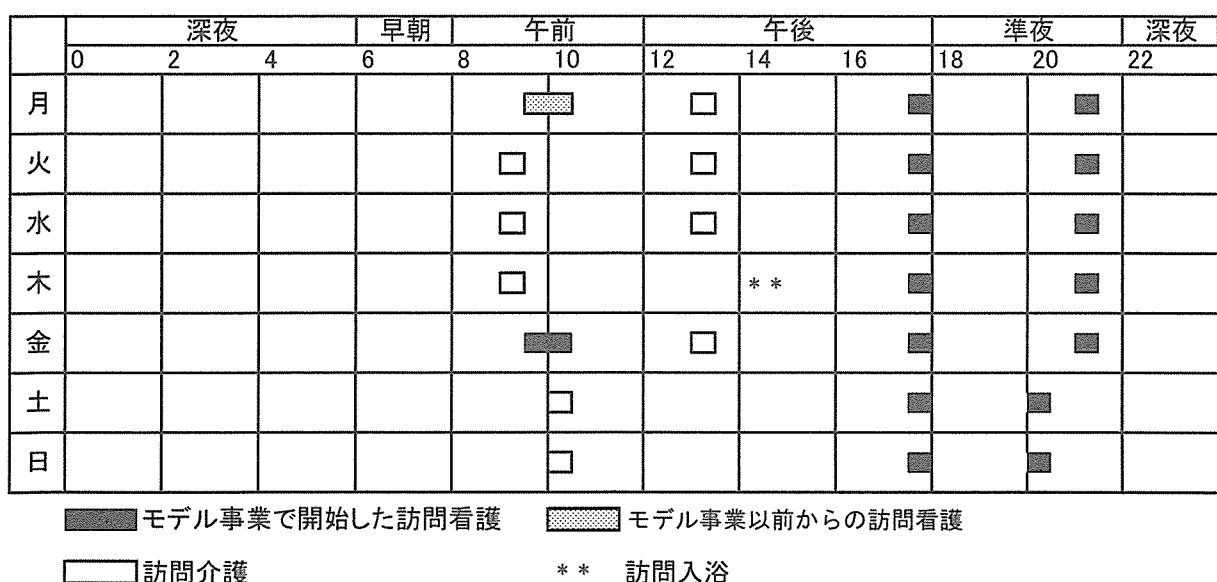 深夜 早朝 午前 午後 準夜 深夜
0 2 4 6 8 10 12 14 16 18 20 22
月
火
水
木 **
金
土
日
モデル事業で開始した訪問看護 モデル事業以前からの訪問看護
訪問介護 ** 訪問入浴